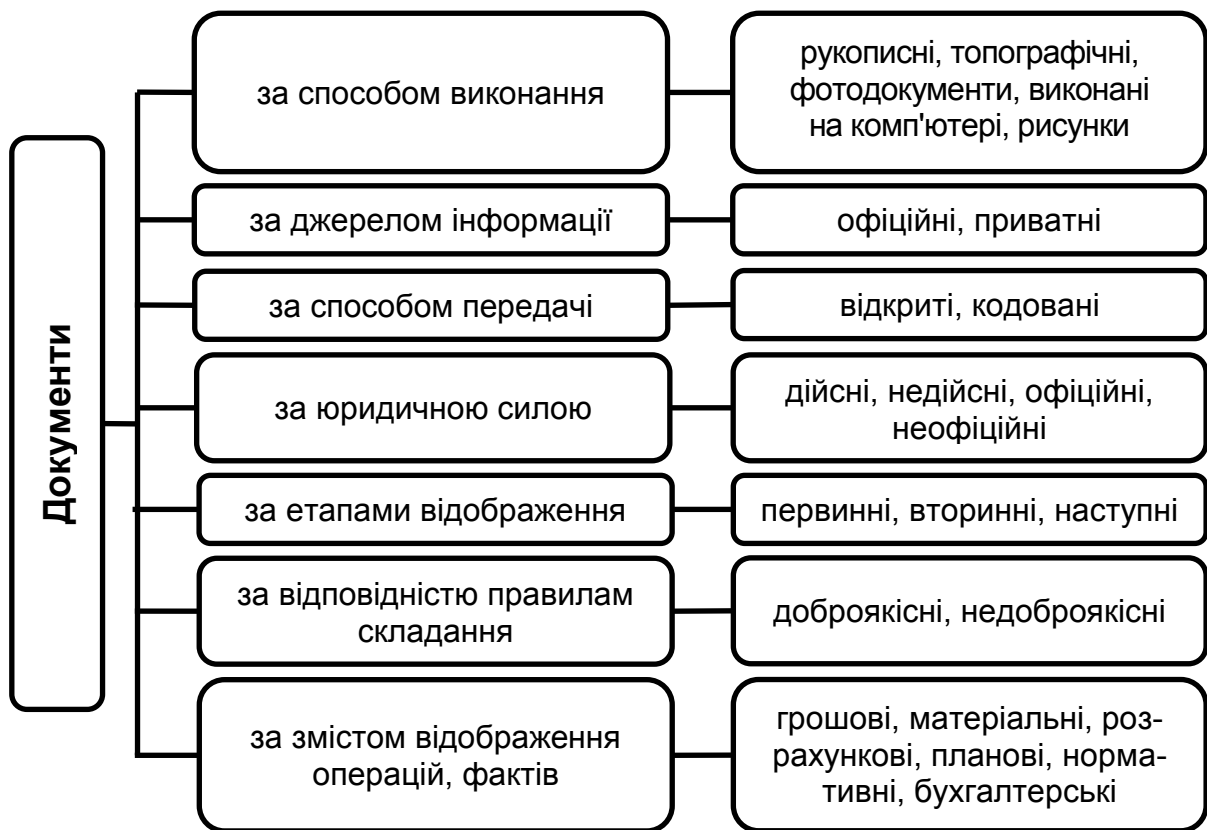 Документи
за способом виконання
рукописні, топографічні,
фотодокументи, виконані
на комп'ютері, рисунки
за джерелом інформації
офіційні, приватні
за способом передачі
відкриті, кодовані
за юридичною силою
дійсні, недійсні, офіційні,
неофіційні
за етапами відображення
первинні, вторинні, наступні
за відповідністю правилам
складання
доброякісні, недоброякісні
за змістом відображення
операцій, фактів
грошові, матеріальні, роз-
рахункові, планові, норма-
тивні, бухгалтерські